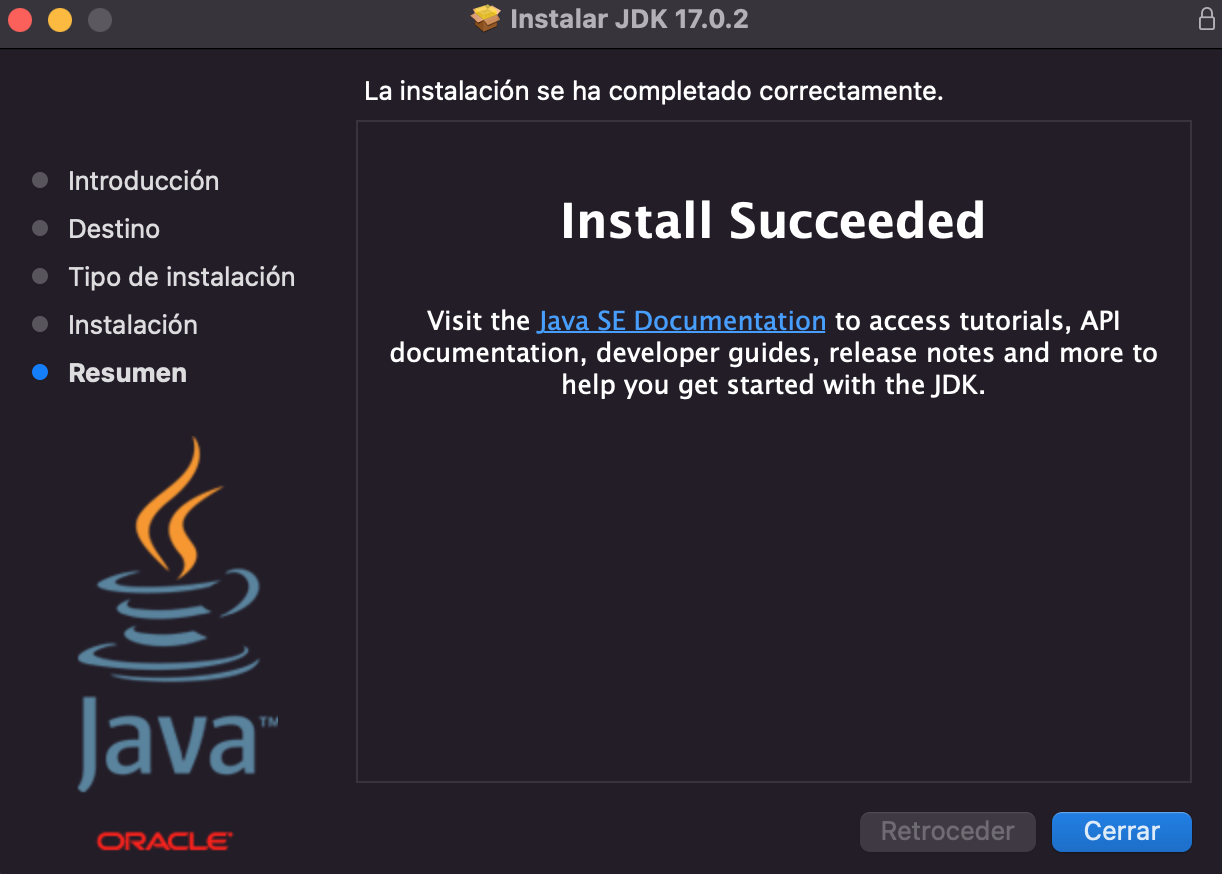 Instalar JDK 17.0.2
La instalación se ha completado correctamente.
Introducción
Destino
Tipo de instalación
Instalación
Resumen
Install Succeeded
Visit the Java SE Documentation to access tutorials, API
documentation, developer guides, release notes and more to
help you get started with the JDK.
Java™
ORACLE
Retroceder
Cerrar